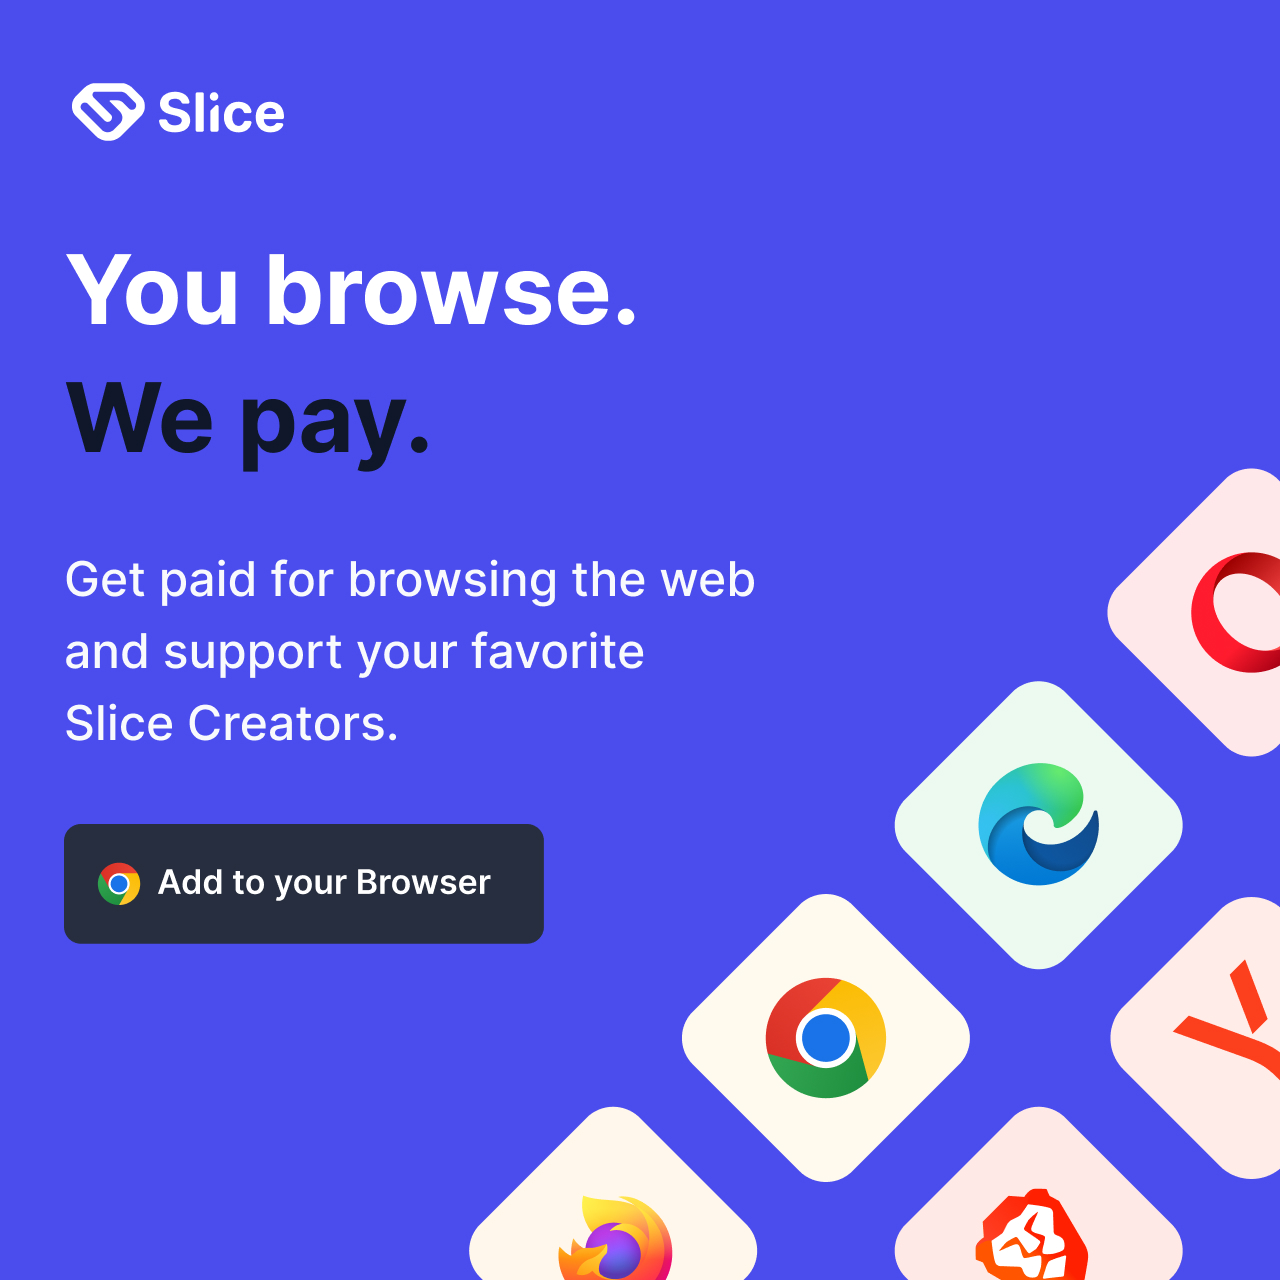 Slice
You browse.
We pay.
Get paid for browsing the web
and support your favorite
Slice Creators.
Add to your Browser